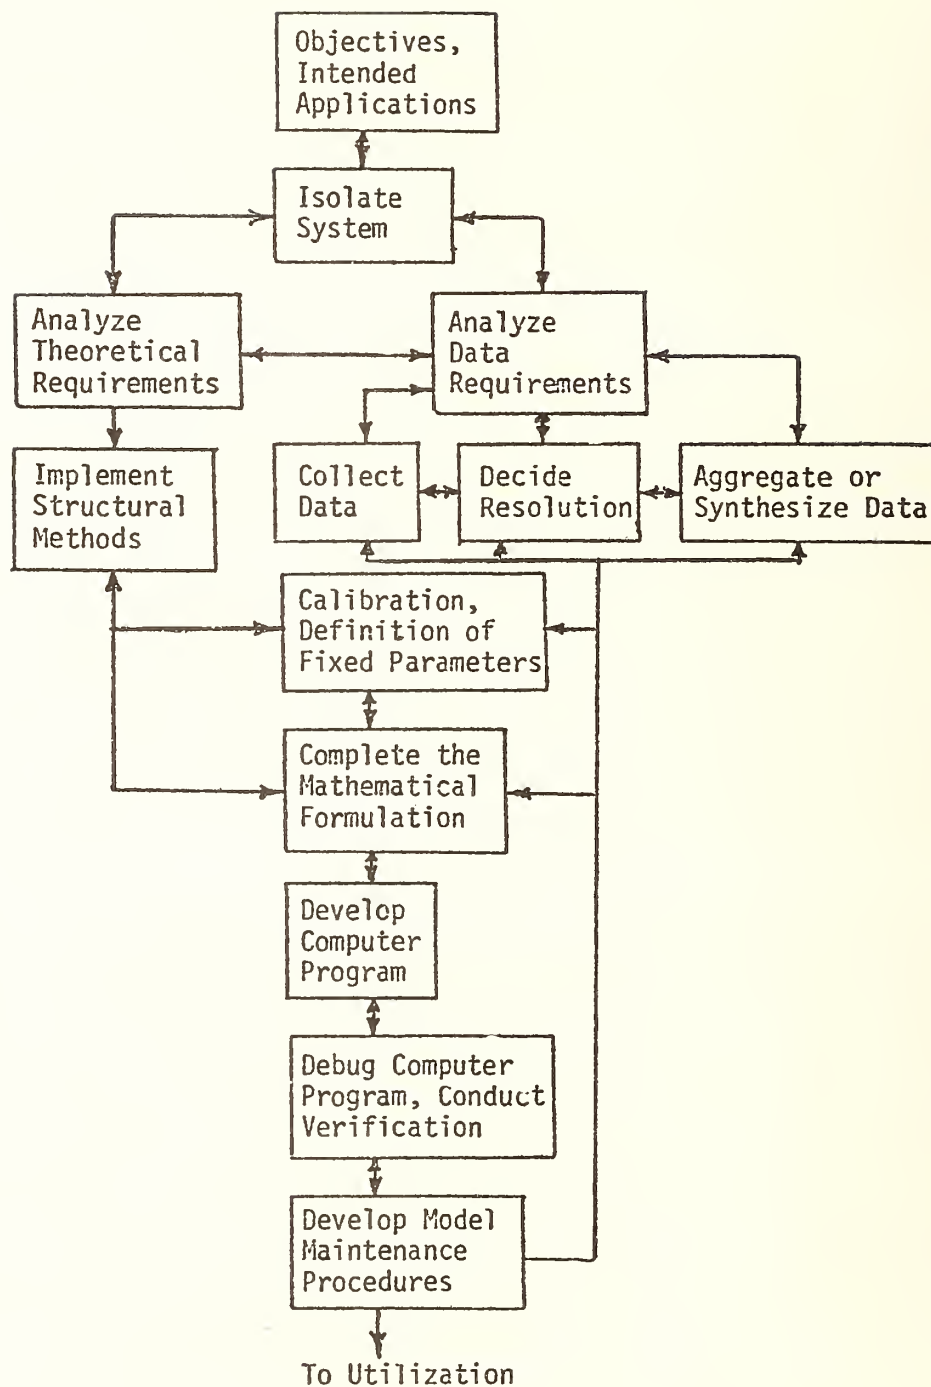 Objectives,
Intended
Applications
Isolate
System
Analyze
Theoretical
Requirements
Analyze
Data
Requirements
Implement
Structural
Methods
Collect
Data
Decide
Resolution
Aggregate or
Synthesize Data
Calibration,
Definition of
Fixed Parameters
Complete the
Mathematical
Formulation
Develop
Computer
Program
Debug Computer
Program, Conduct
Verification
Develop Model
Maintenance
Procedures
To Utilization